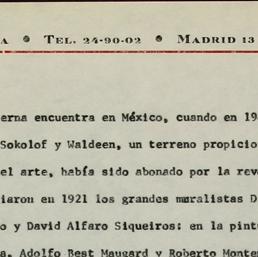 A • TEL. 24-90-02 • MADRID 13
erna encuentra en México, cuando en 19
Sokolof y Waldeen, un terreno propicio
el arte, había sido abonado por la rev
iaron en 1921 los grandes muralistas D
o y David Alfaro Siqueiros: en la pint
a, Adolfo Best Maugard y Roberto Monte